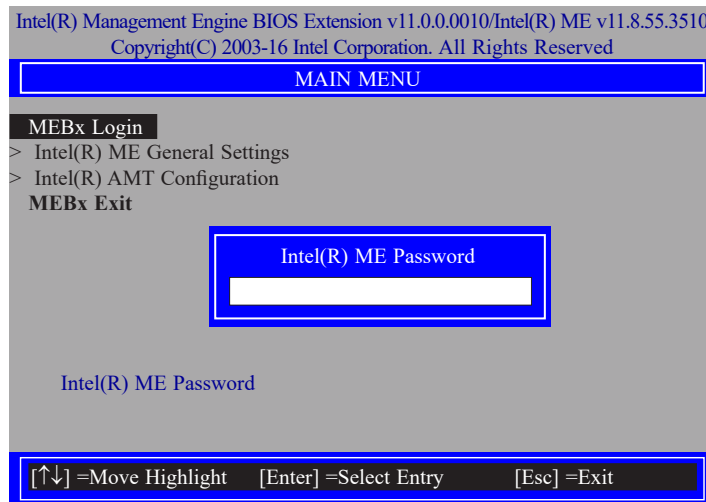 Intel(R) Management Engine BIOS Extension v11.0.0.0010/Intel(R) ME v11.8.55.3510
Copyright(C) 2003-16 Intel Corporation. All Rights Reserved
MAIN MENU
MEBx Login
> Intel(R) ME General Settings
> Intel(R) AMT Configuration
MEBx Exit
Intel(R) ME Password
Intel(R) ME Password
[↑↓] =Move Highlight [Enter] =Select Entry [Esc] =Exit